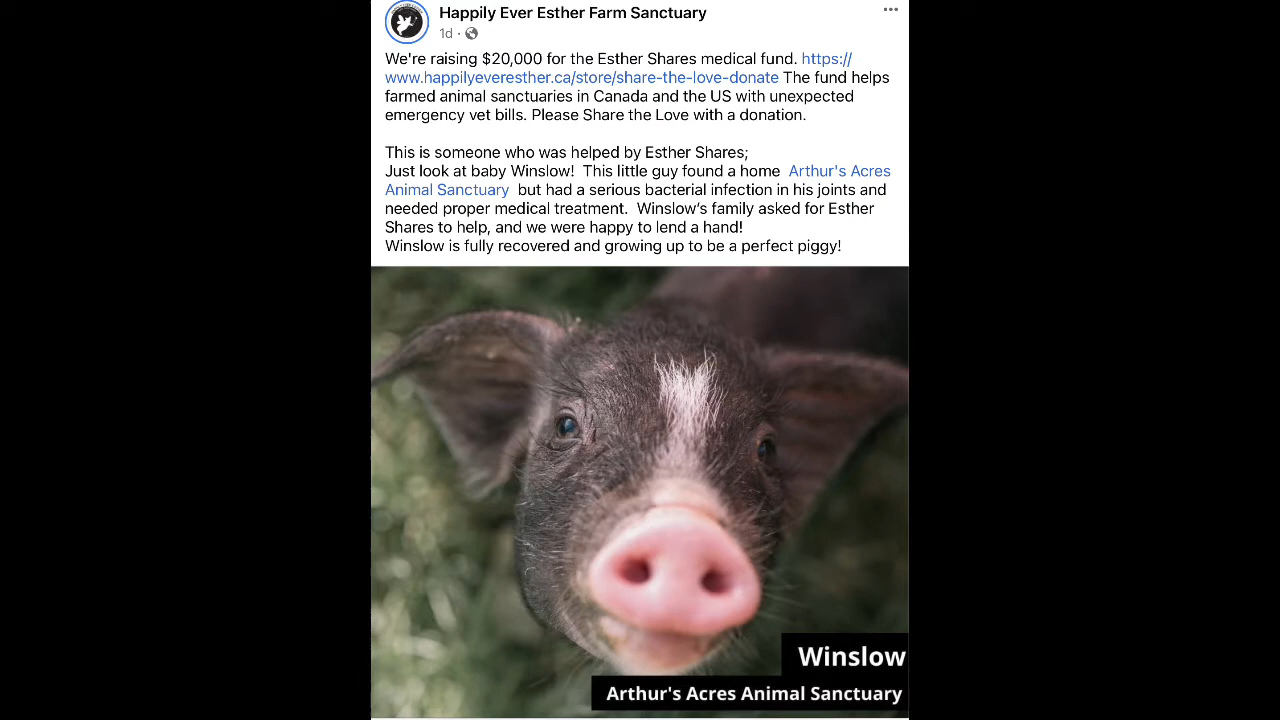 Happily Ever Esther Farm Sanctuary
1d ·
We're raising $20,000 for the Esther Shares medical fund. https://
www.happilyeveresther.ca/store/share-the-love-donate The fund helps
farmed animal sanctuaries in Canada and the US with unexpected
emergency vet bills. Please Share the Love with a donation.
This is someone who was helped by Esther Shares;
Just look at baby Winslow! This little guy found a home Arthur's Acres
Animal Sanctuary but had a serious bacterial infection in his joints and
needed proper medical treatment. Winslow’s family asked for Esther
Shares to help, and we were happy to lend a hand!
Winslow is fully recovered and growing up to be a perfect piggy!
Winslow
Arthur's Acres Animal Sanctuary